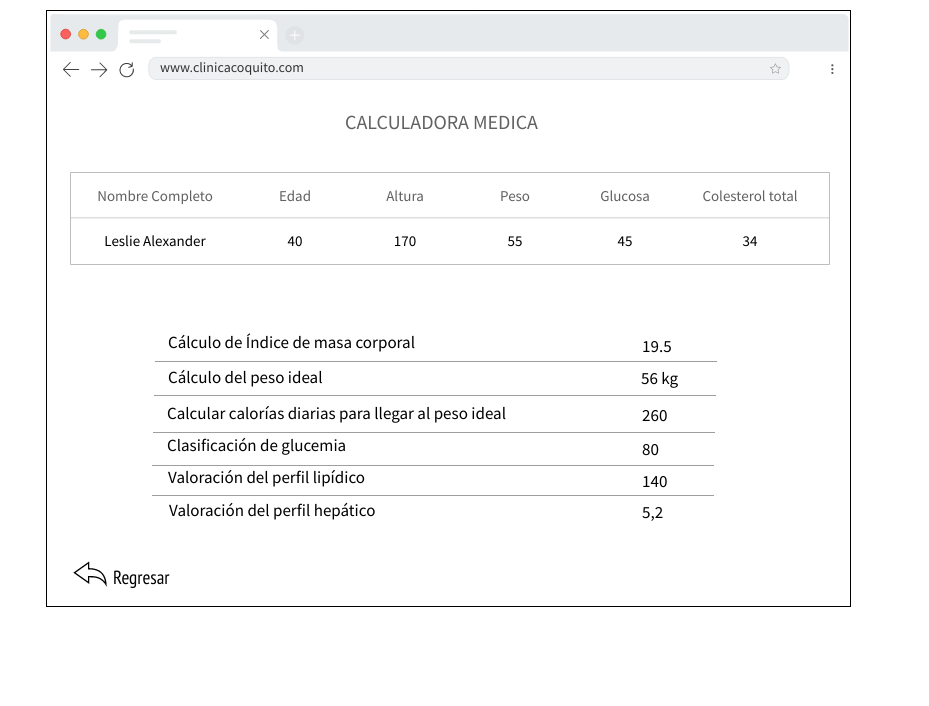 www.clinicacoquito.com
CALCULADORA MEDICA
Nombre Completo Edad Altura Peso Glucosa Colesterol total
Leslie Alexander 40 170 55 45 34
Cálculo de Índice de masa corporal 19.5
Cálculo del peso ideal 56 kg
Calcular calorías diarias para llegar al peso ideal 260
Clasificación de glucemia 80
Valoración del perfil lipídico 140
Valoración del perfil hepático 5,2
Regresar